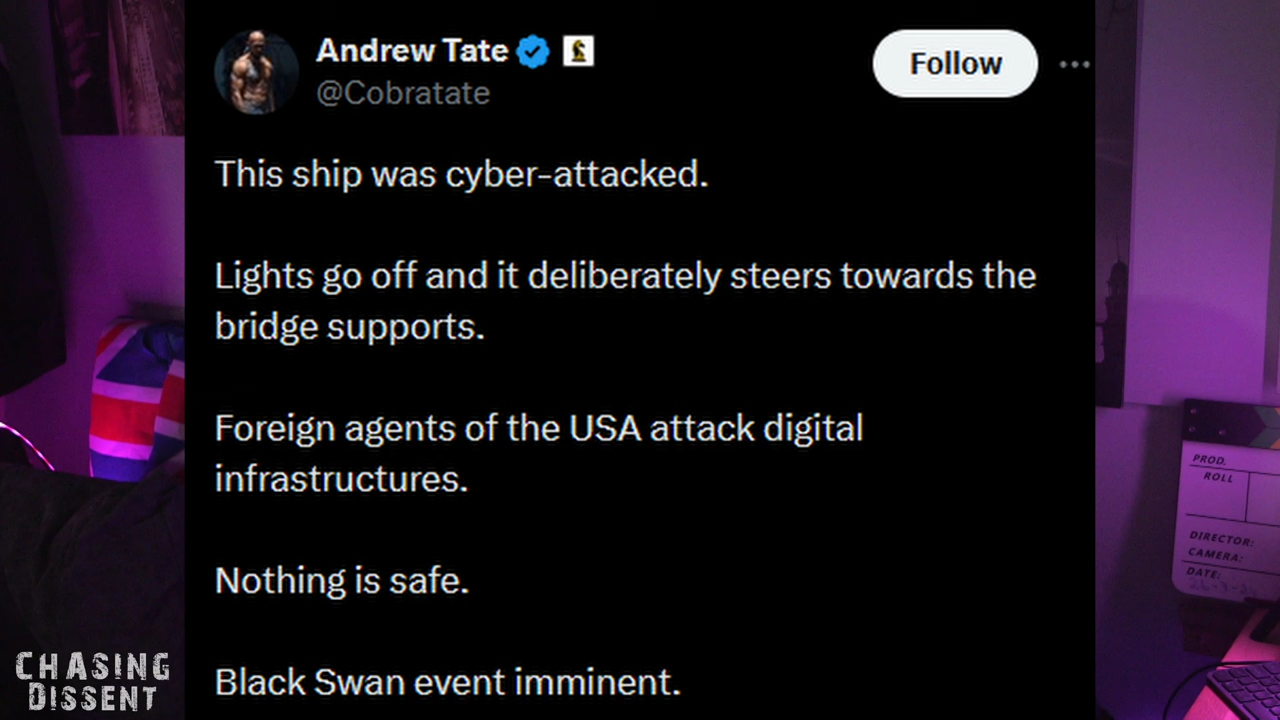 Andrew Tate
Follow
@Cobratate
This ship was cyber-attacked.
Lights go off and it deliberately steers towards the
bridge supports.
Foreign agents of the USA attack digital
infrastructures.
Nothing is safe.
Black Swan event imminent.
PROD.
ROLL
DIRECTOR:
CAMERA:
DATE:
CHASING
DISSENT